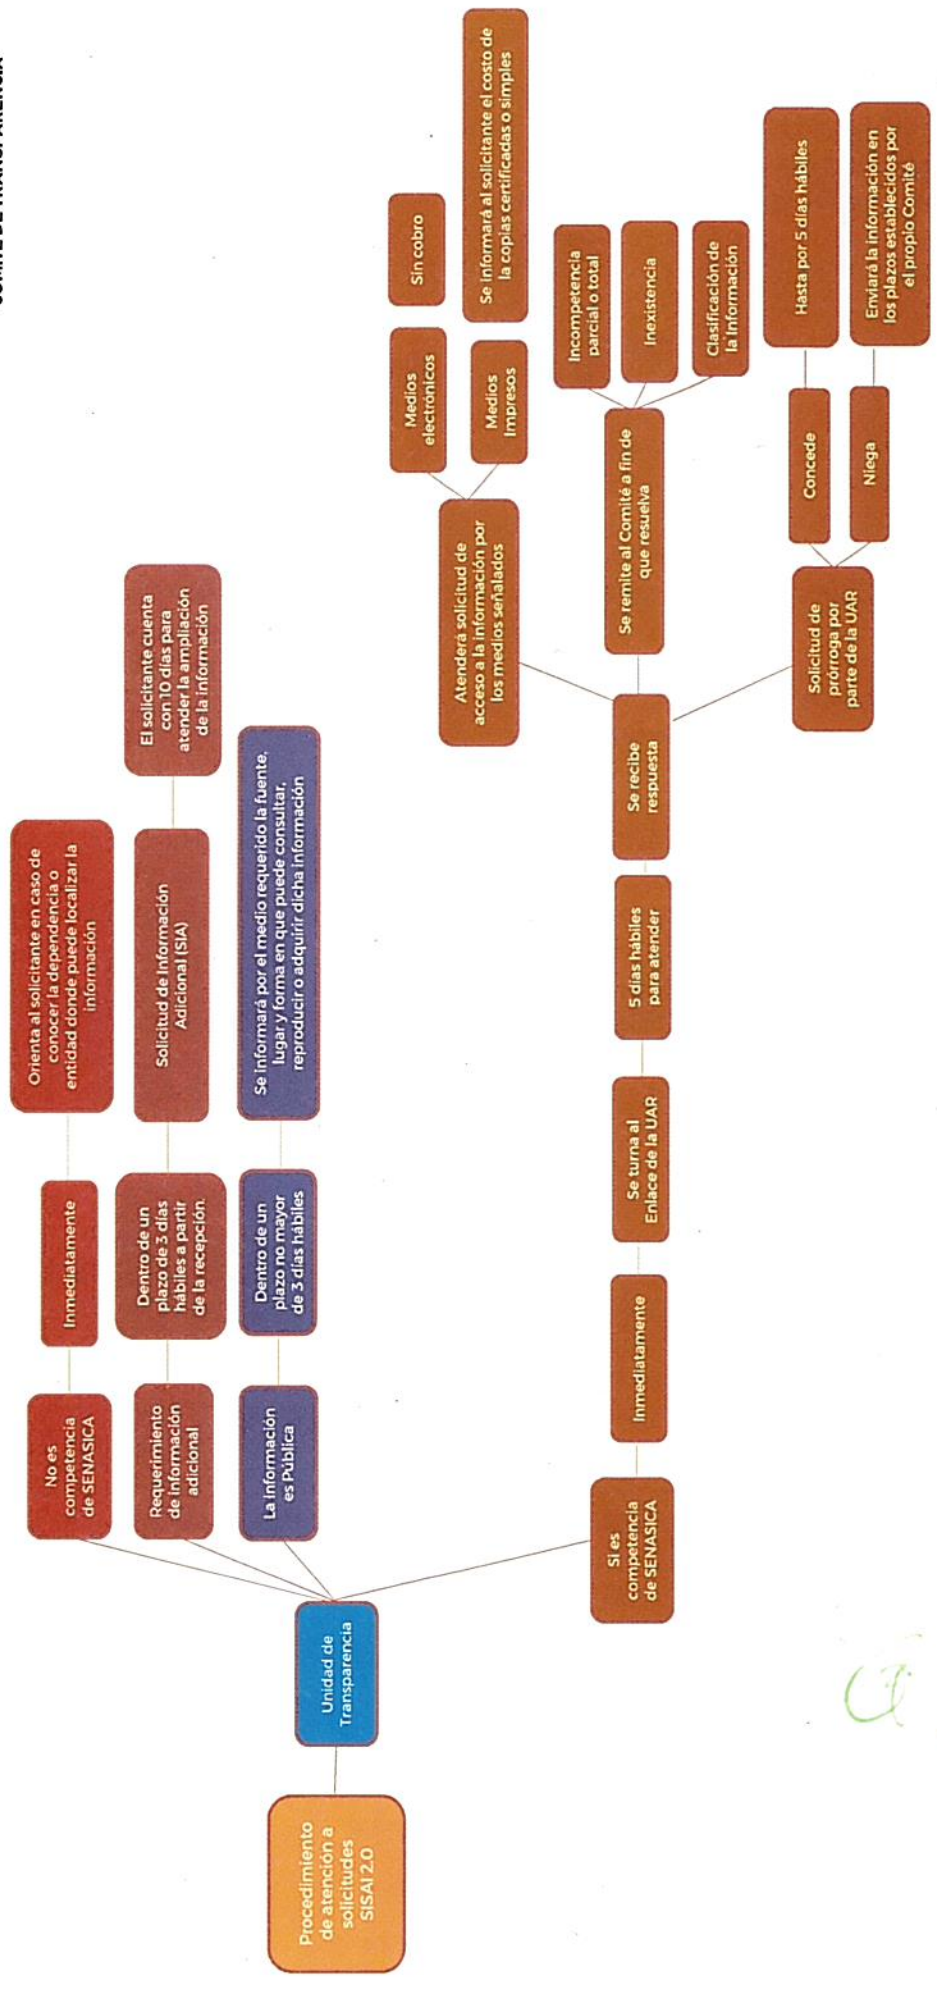 Procedimiento
de atención a
solicitudes
SISAI 2.0
Unidad de
Transparencia
No es
competencia
de SENASICA
Inmediatamente
Orienta al solicitante en caso de
conocer la dependencia o
entidad donde puede localizar la
información
Requerimiento
de información
adicional
Dentro de un
plazo de 3 días
hábiles a partir
de la recepción.
Solicitud de Información
Adicional (SIA)
El solicitante cuenta
con 10 días para
atender la ampliación
de la información
La Información
es Pública
Dentro de un
plazo no mayor
de 3 días hábiles
Se informará por el medio requerido la fuente,
lugar y forma en que puede consultar,
reproducir o adquirir dicha información
Si es
competencia
de SENASICA
Inmediatamente
Se turna al
Enlace de la UAR
5 días hábiles
para atender
Se recibe
respuesta
Atenderá solicitud de
acceso a la información por
los medios señalados
Medios
electrónicos
Sin cobro
Medios
Impresos
Se informará al solicitante el costo de
la copias certificadas o simples
Se remite al Comité a fin de
que resuelva
Incompetencia
parcial o total
Inexistencia
Clasificación de
la Información
Solicitud de
prórroga por
parte de la UAR
Concede
Hasta por 5 días hábiles
Niega
Enviará la información en
los plazos establecidos por
el propio Comité